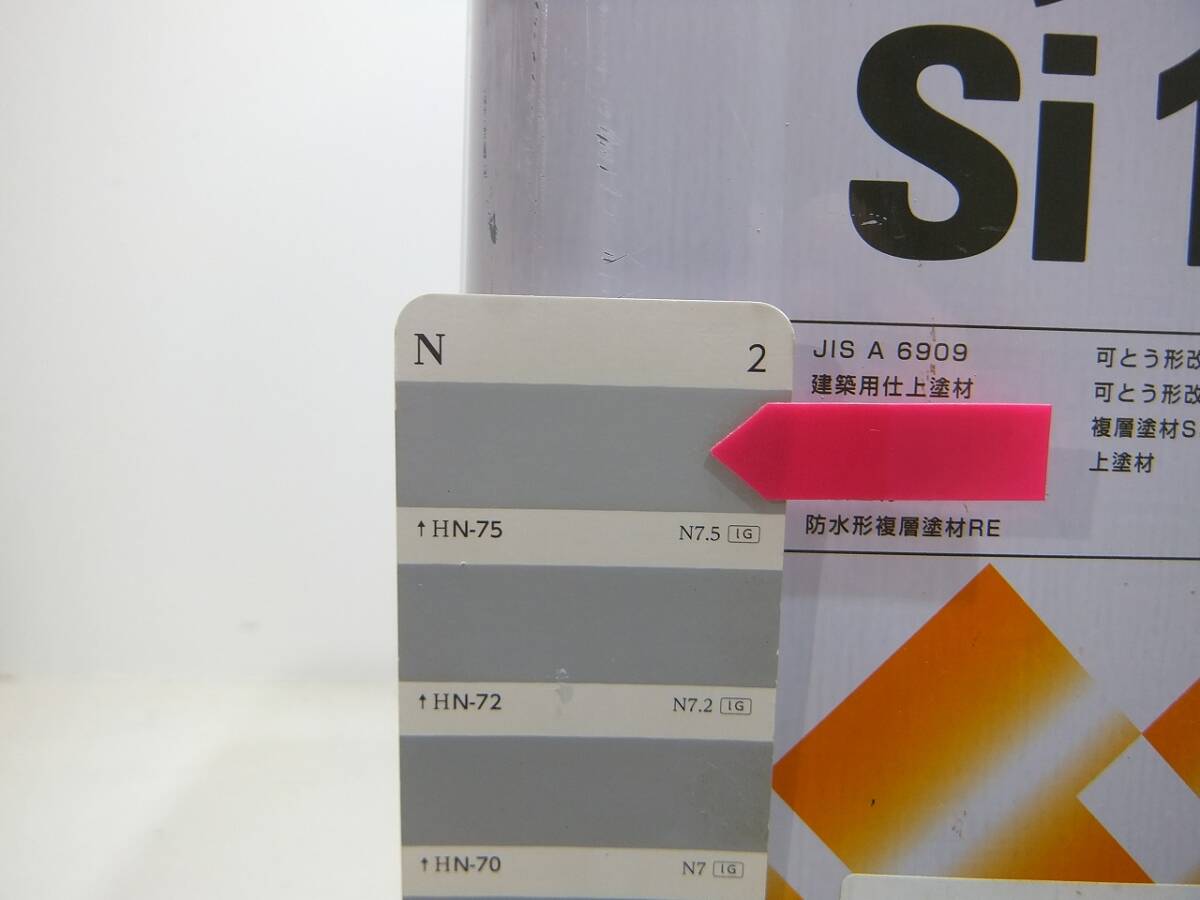 Si 1
N 2
JIS A 6909
建築用仕上塗材
防水形複層塗材RE
可とう形改
可とう形改
複層塗材S
上塗材
↑HN-75 N7.5 IG
↑HN-72 N7.2 IG
↑HN-70 N7 IG